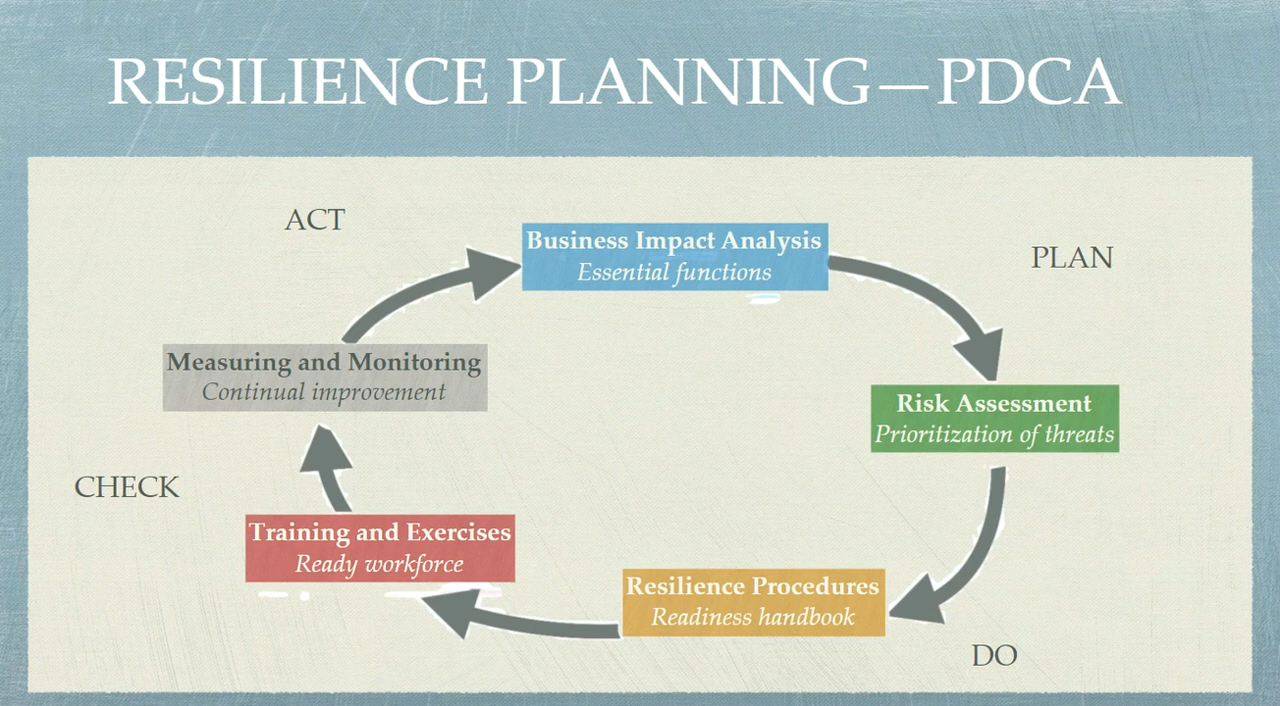 RESILIENCE PLANNING—PDCA
ACT
Business Impact Analysis
Essential functions
PLAN
Measuring and Monitoring
Continual improvement
Risk Assessment
Prioritization of threats
CHECK
Training and Exercises
Ready workforce
Resilience Procedures
Readiness handbook
DO